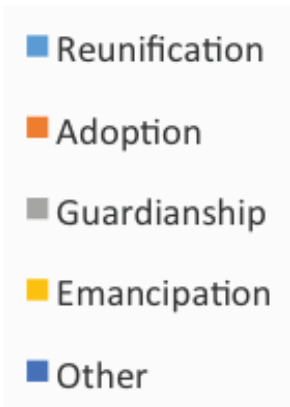 Reunification
Adoption
Guardianship
Emancipation
Other